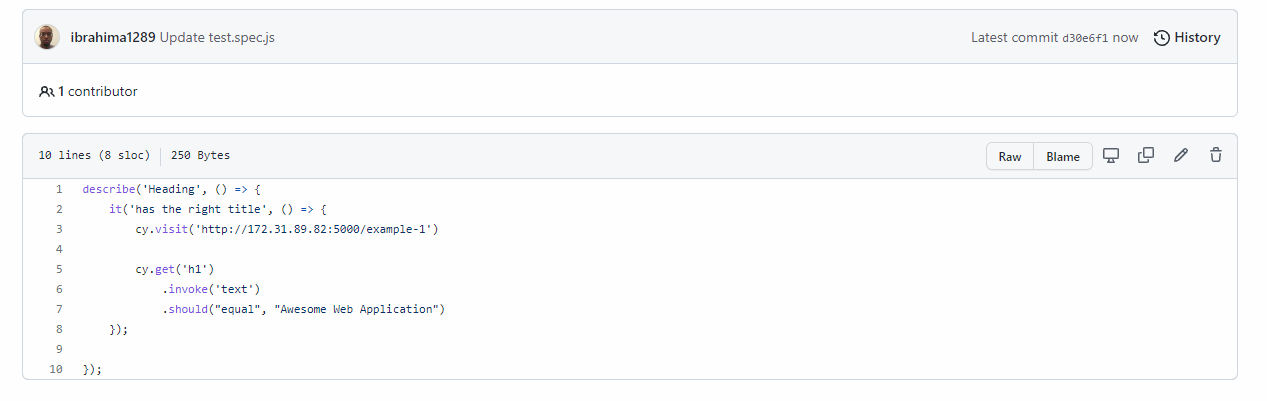 ibrahima1289 Update test.spec.js Latest commit d30e6f1 now History
1 contributor
10 lines (8 sloc) 250 Bytes Raw Blame
1 describe('Heading', () => {
2     it('has the right title', () => {
3         cy.visit('http://172.31.89.82:5000/example-1')
4
5         cy.get('h1')
6             .invoke('text')
7             .should("equal", "Awesome Web Application")
8     });
9
10 });